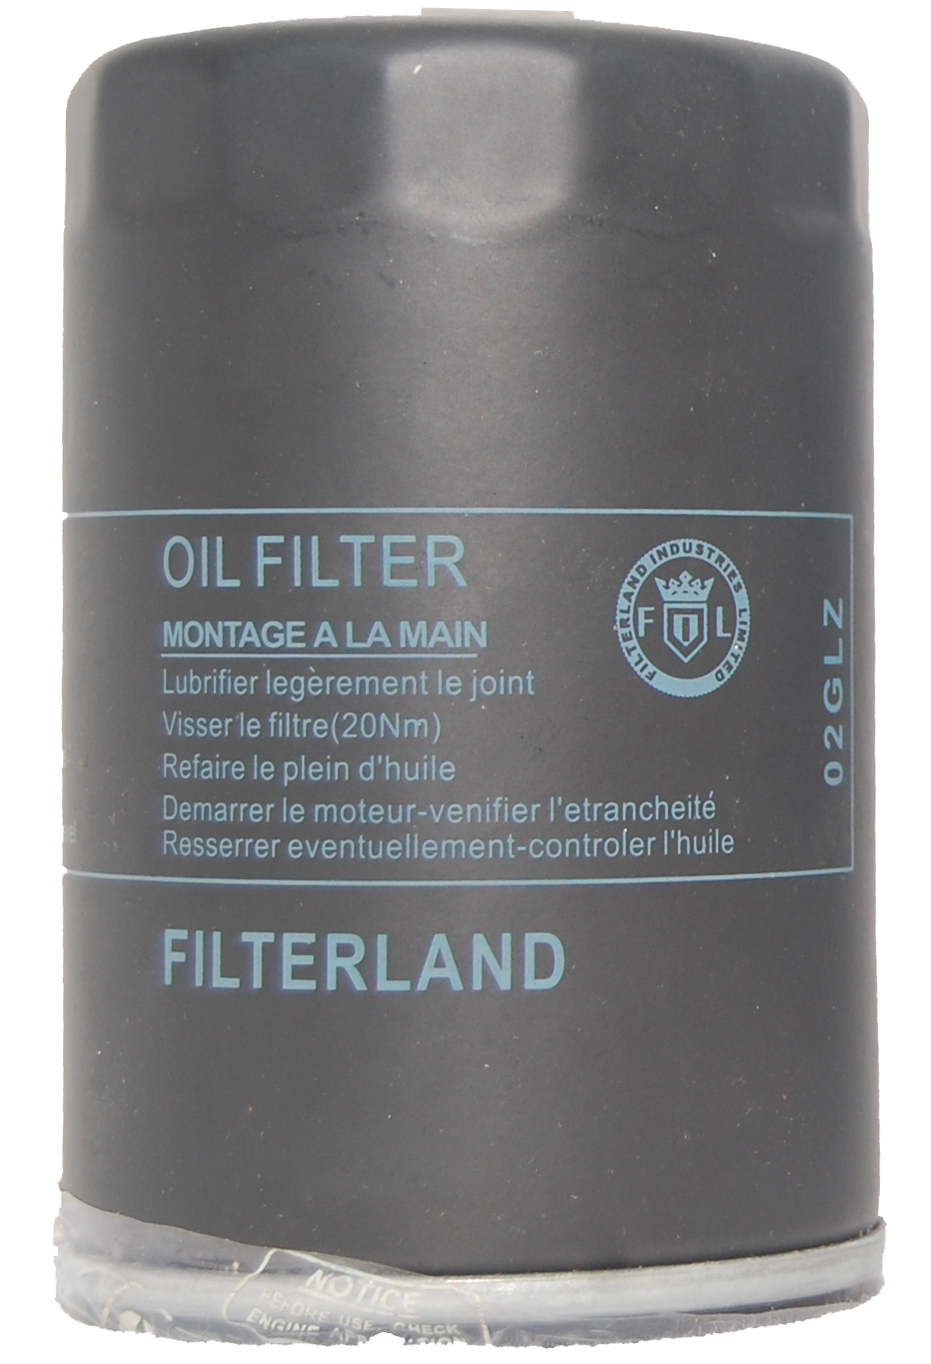 OIL FILTER
MONTAGE A LA MAIN
Lubrifier legèrement le joint
Visser le filtre(20Nm)
Refaire le plein d'huile
Demarrer le moteur-venifier l'etrancheité
Resserrer eventuellement-controler l'huile
FILTERLAND INDUSTRIES LIMITED
F L
02GLZ
FILTERLAND
NOTICE
BEFORE USE, CHECK
ENGINE